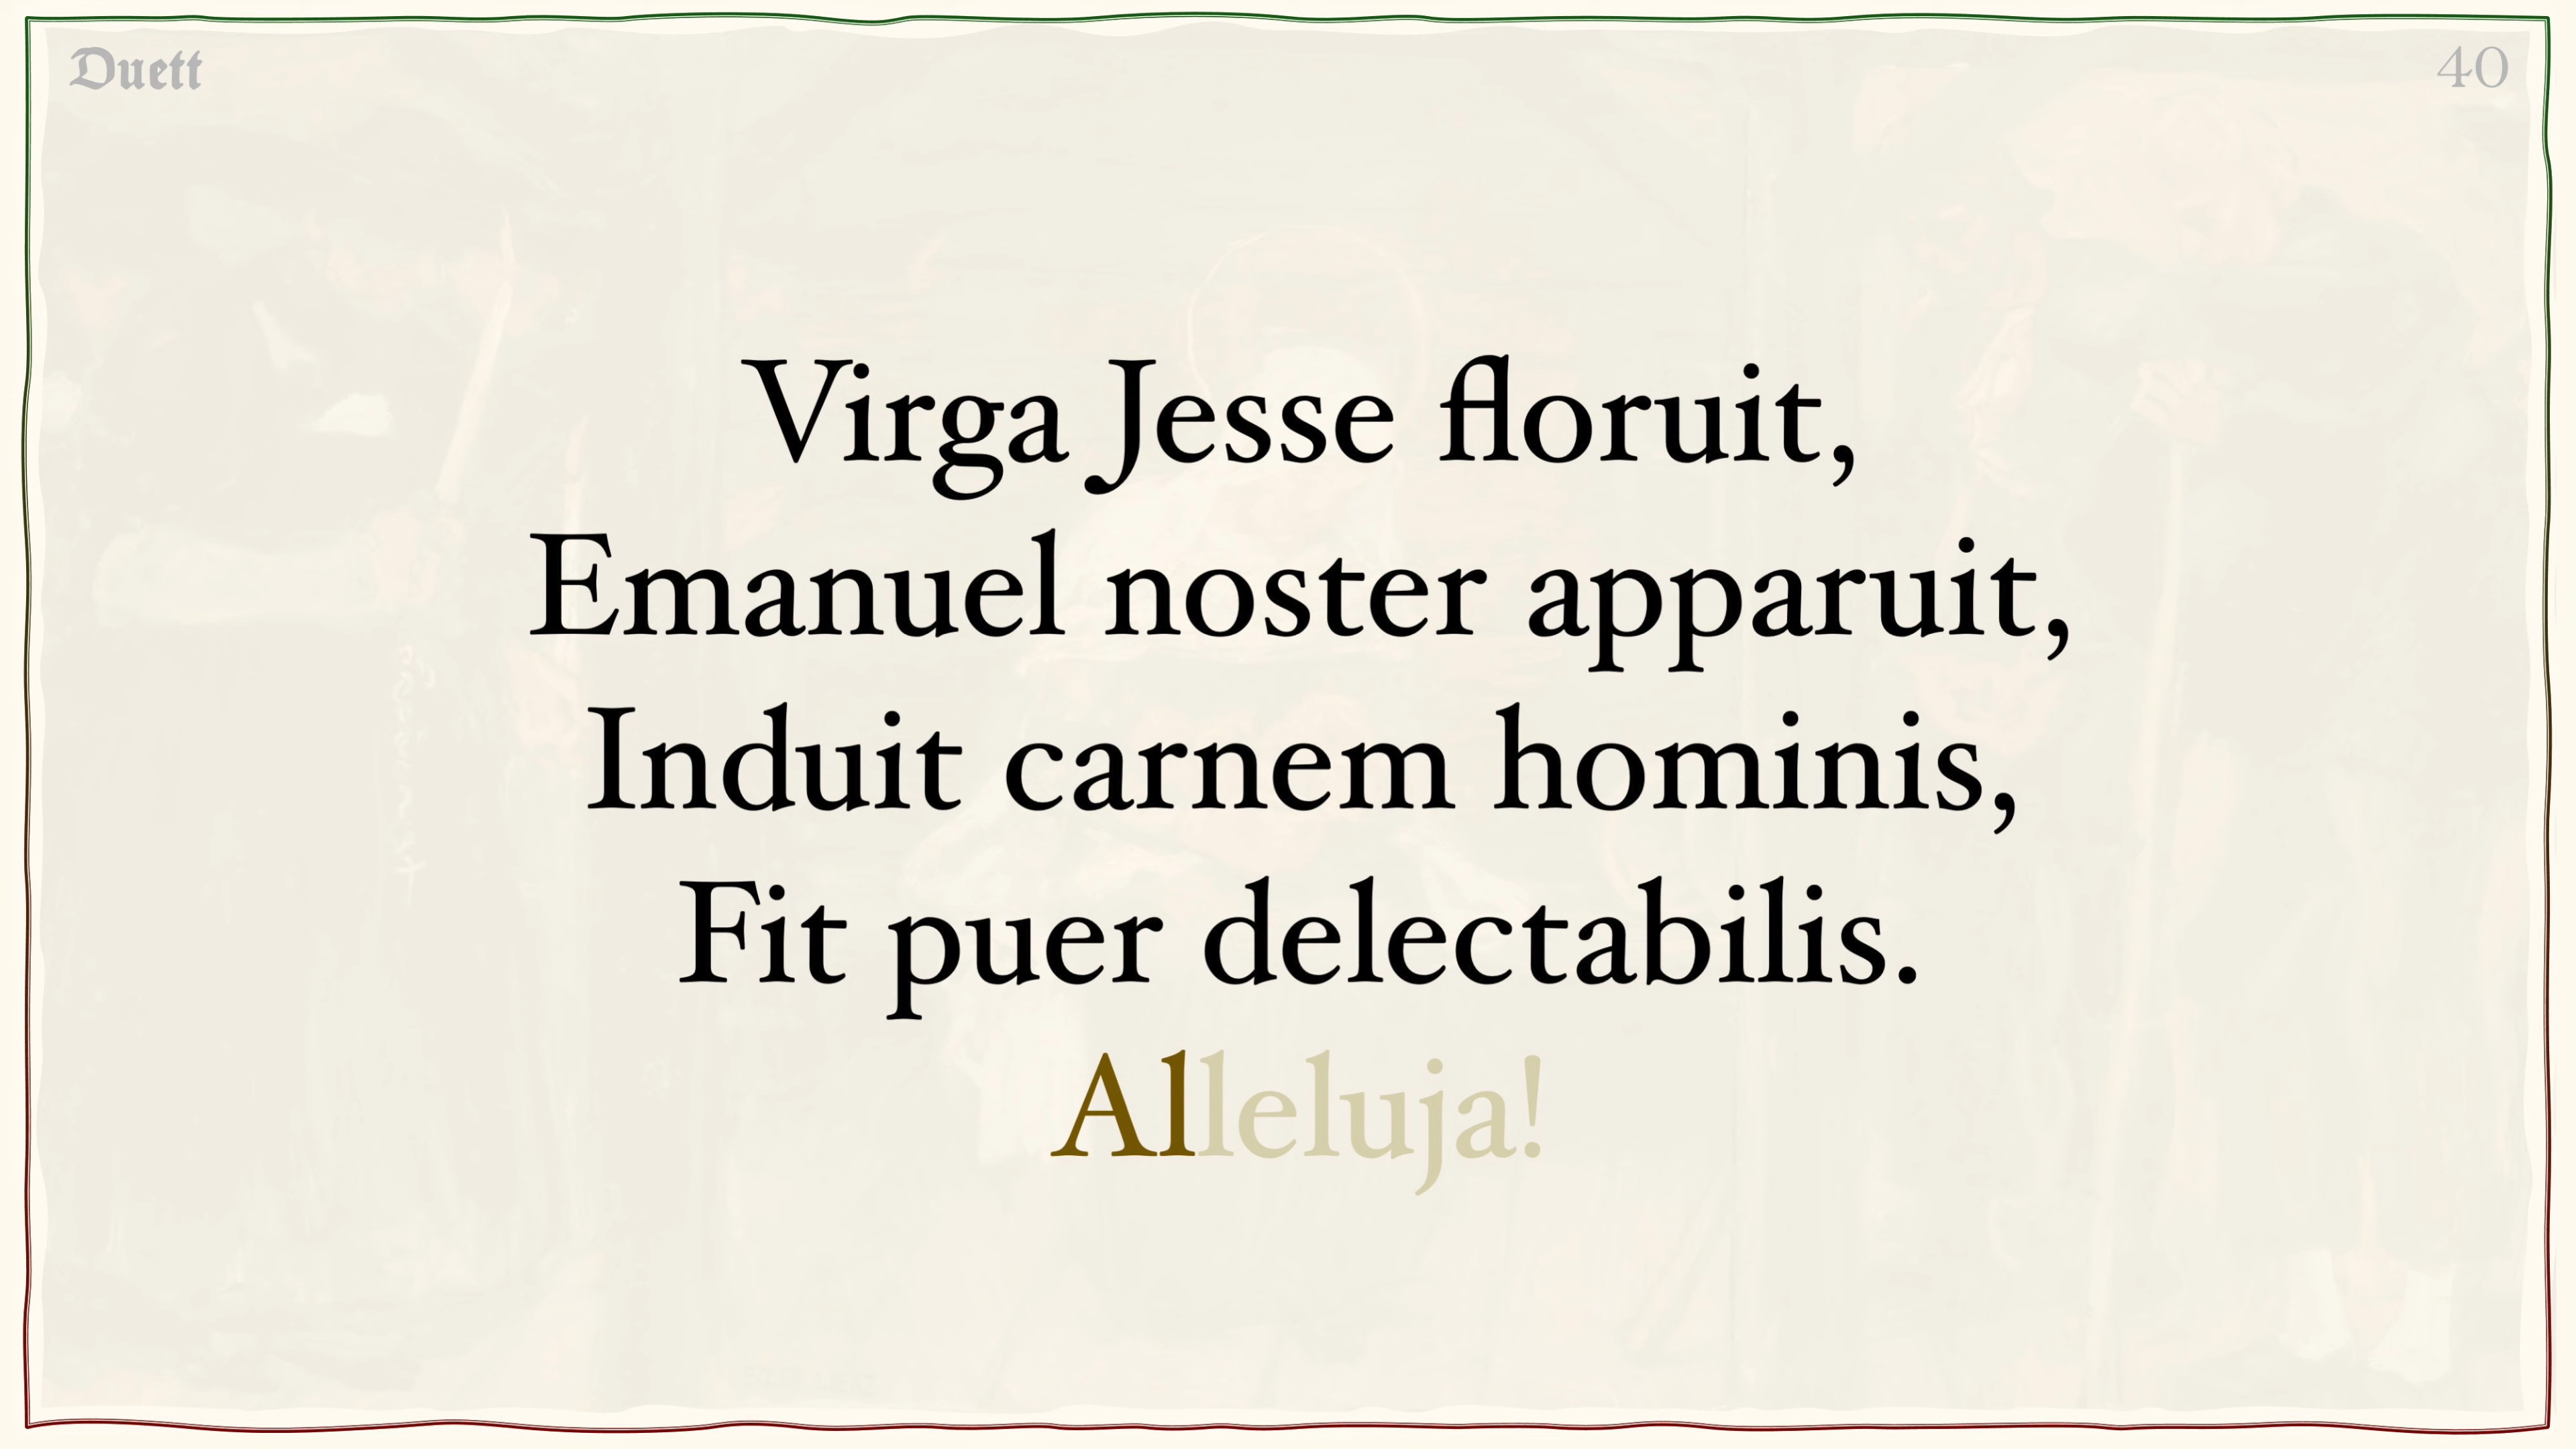 Duett
40
Virga Jesse floruit,
Emanuel noster apparuit,
Induit carnem hominis,
Fit puer delectabilis.
Alleluja!